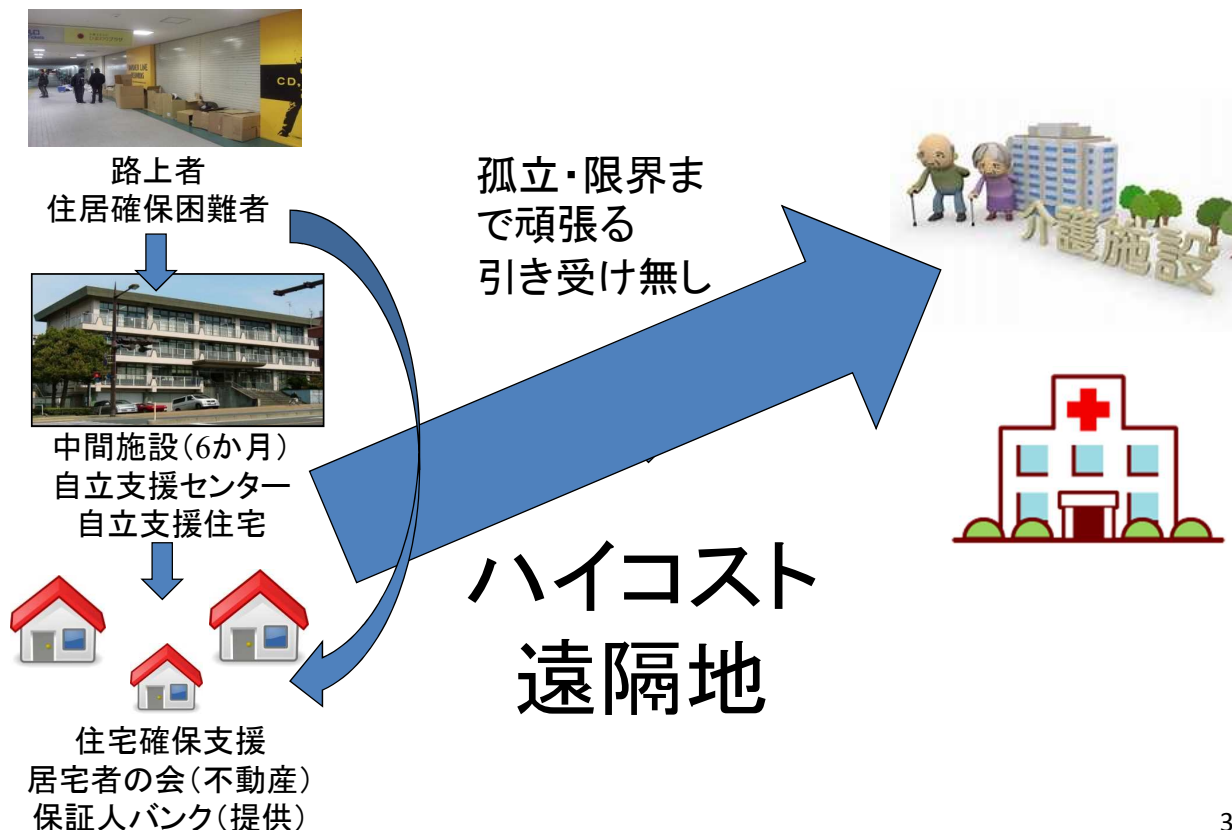 CD,
路上者
住居確保困難者
中間施設(6か月)
自立支援センター
自立支援住宅
住宅確保支援
居宅者の会(不動産)
保証人バンク(提供)
孤立・限界ま
で頑張る
引き受け無し
ハイコスト
遠隔地
介護施設
3